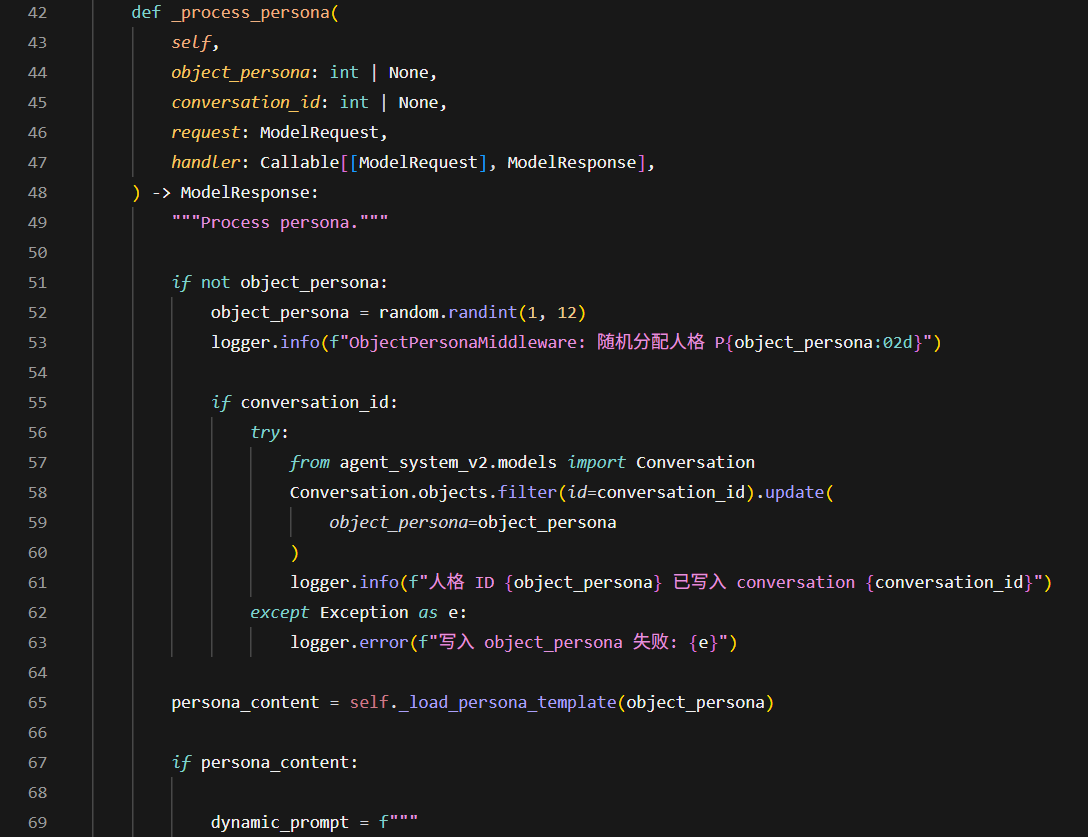 42 def _process_persona(
43 self,
44 object_persona: int | None,
45 conversation_id: int | None,
46 request: ModelRequest,
47 handler: Callable[[ModelRequest], ModelResponse],
48 ) -> ModelResponse:
49 """Process persona."""
50
51 if not object_persona:
52 object_persona = random.randint(1, 12)
53 logger.info(f"ObjectPersonaMiddleware: 随机分配人格 P{object_persona:02d}")
54
55 if conversation_id:
56 try:
57 from agent_system_v2.models import Conversation
58 Conversation.objects.filter(id=conversation_id).update(
59 object_persona=object_persona
60 )
61 logger.info(f"人格 ID {object_persona} 已写入 conversation {conversation_id}")
62 except Exception as e:
63 logger.error(f"写入 object_persona 失败: {e}")
64
65 persona_content = self._load_persona_template(object_persona)
66
67 if persona_content:
68
69 dynamic_prompt = f"""